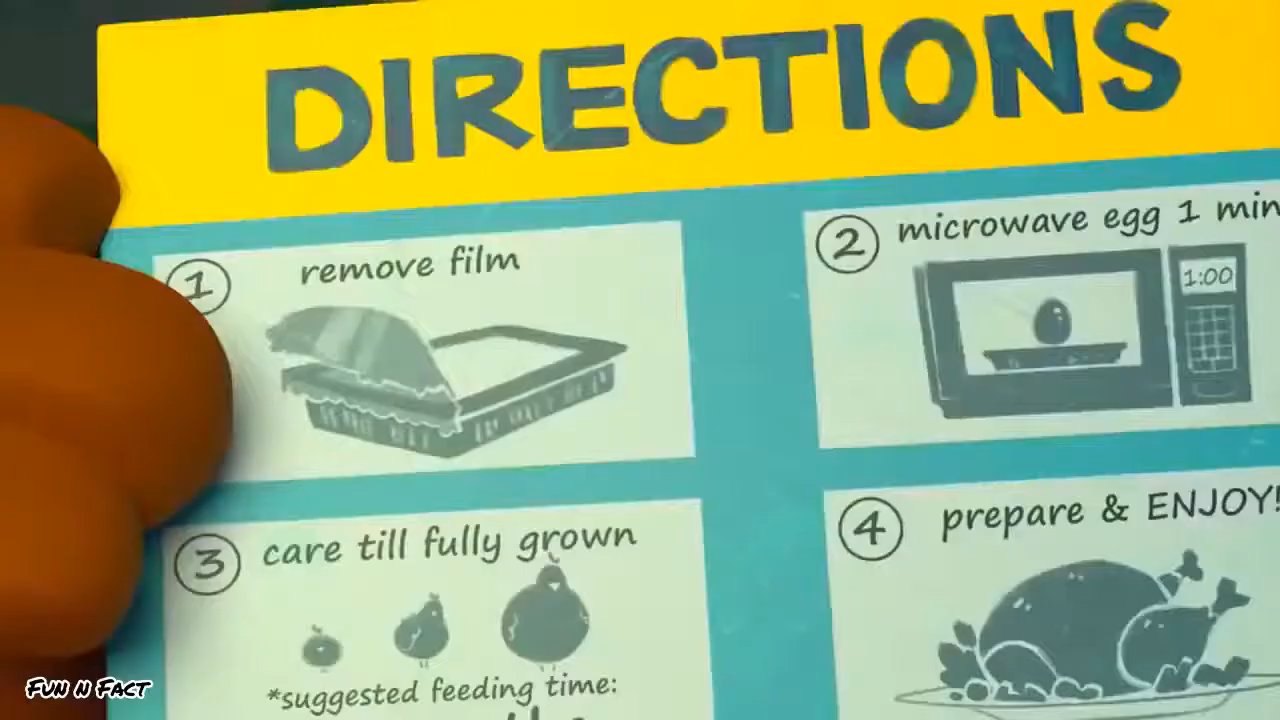 DIRECTIONS
1 remove film
2 microwave egg 1 min
1:00
3 care till fully grown
*suggested feeding time:
4 prepare & ENJOY!
FUN N FACT